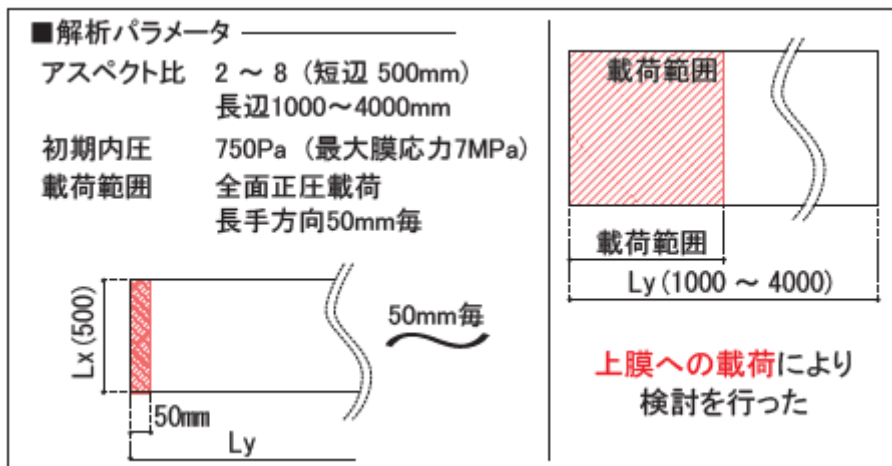 ■解析パラメータ
アスペクト比 2 ～ 8 (短辺 500mm)
長辺1000～4000mm
初期内圧 750Pa (最大膜応力7MPa)
載荷範囲 全面正圧載荷
長手方向50mm毎
Lx(500)
50mm毎
50mm
Ly
載荷範囲
載荷範囲
Ly(1000 ～ 4000)
上膜への載荷により
検討を行った